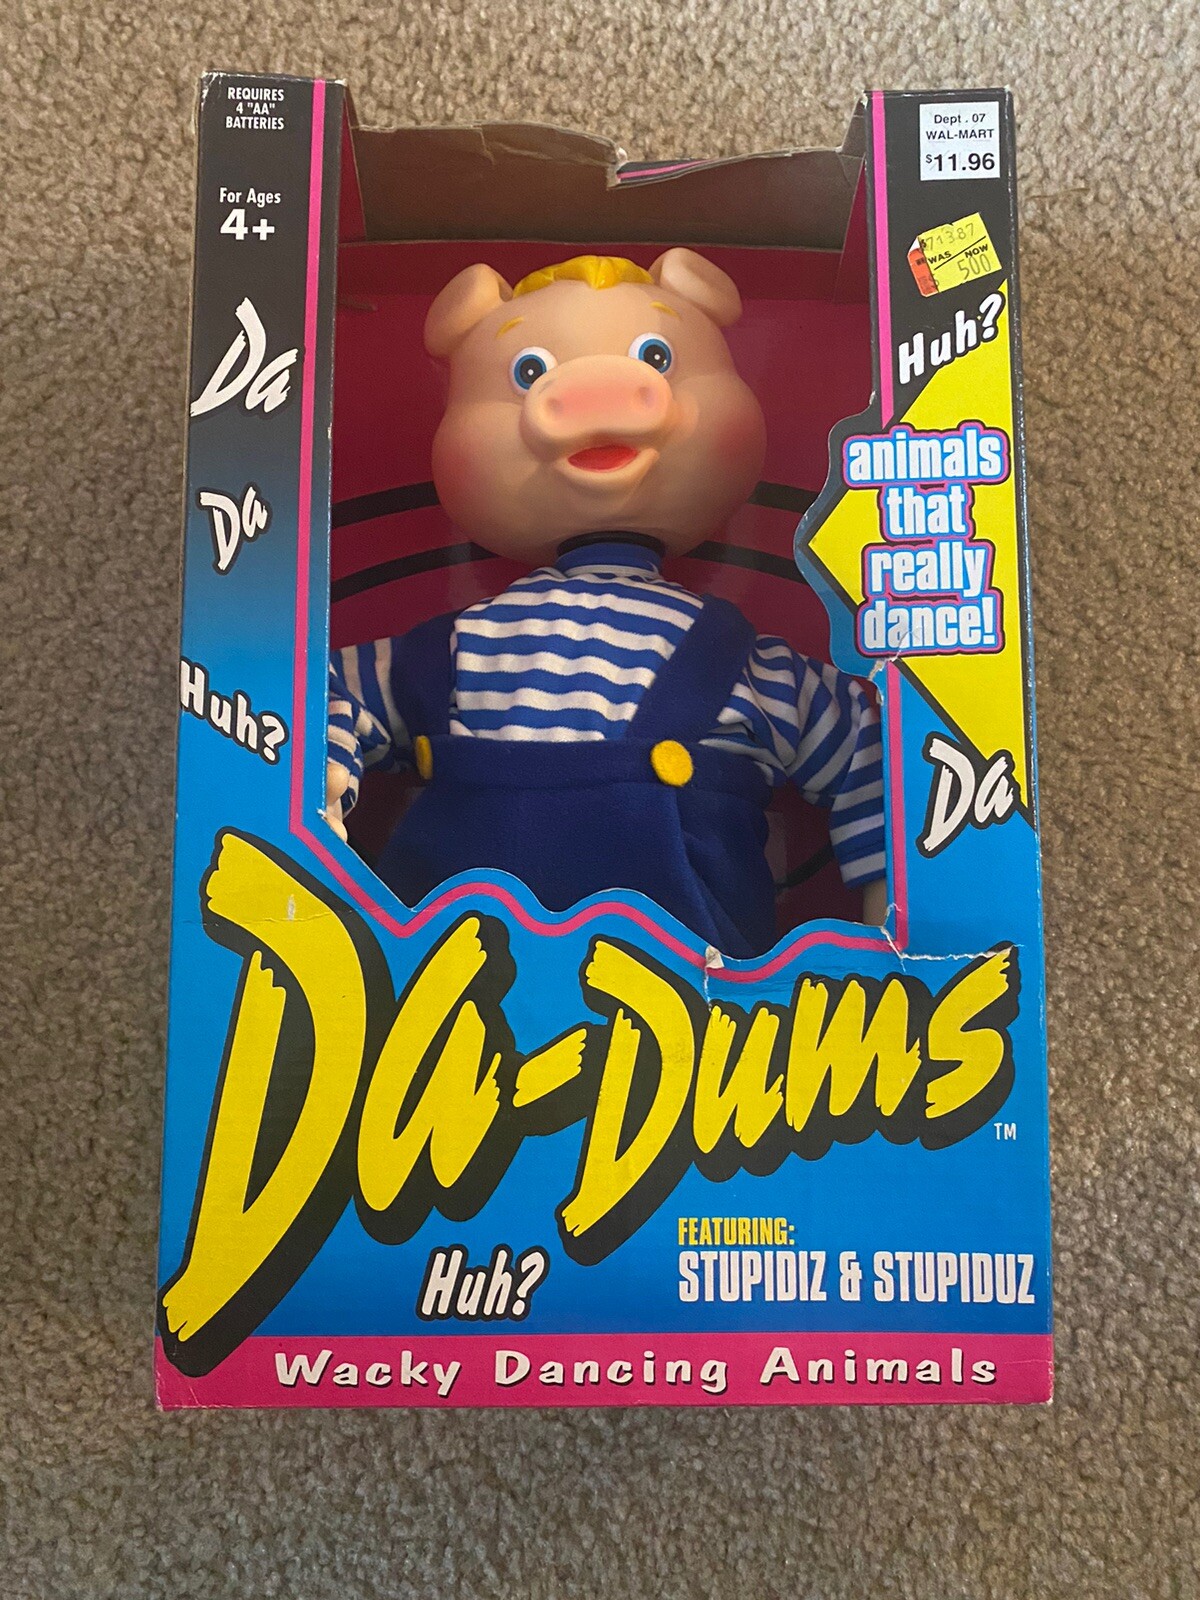 REQUIRES
4 "AA"
BATTERIES
For Ages
4+
Da
Da
Huh?
Dept. 07
WAL-MART
$11.96
WAS NOW
500
Huh?
animals
that
really
dance!
Da
Da-Dums
TM
Huh?
FEATURING:
STUPIDIZ & STUPIDUZ
Wacky Dancing Animals